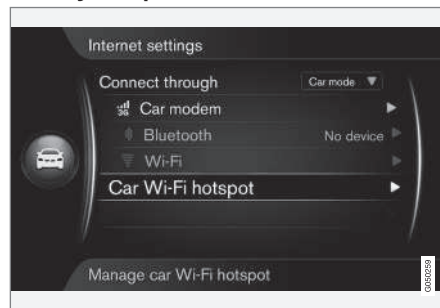 Internet settings
Connect through Car mode ▼
3G Car modem
Bluetooth No device
Wi-Fi
Car Wi-Fi hotspot
Manage car Wi-Fi hotspot
G050259